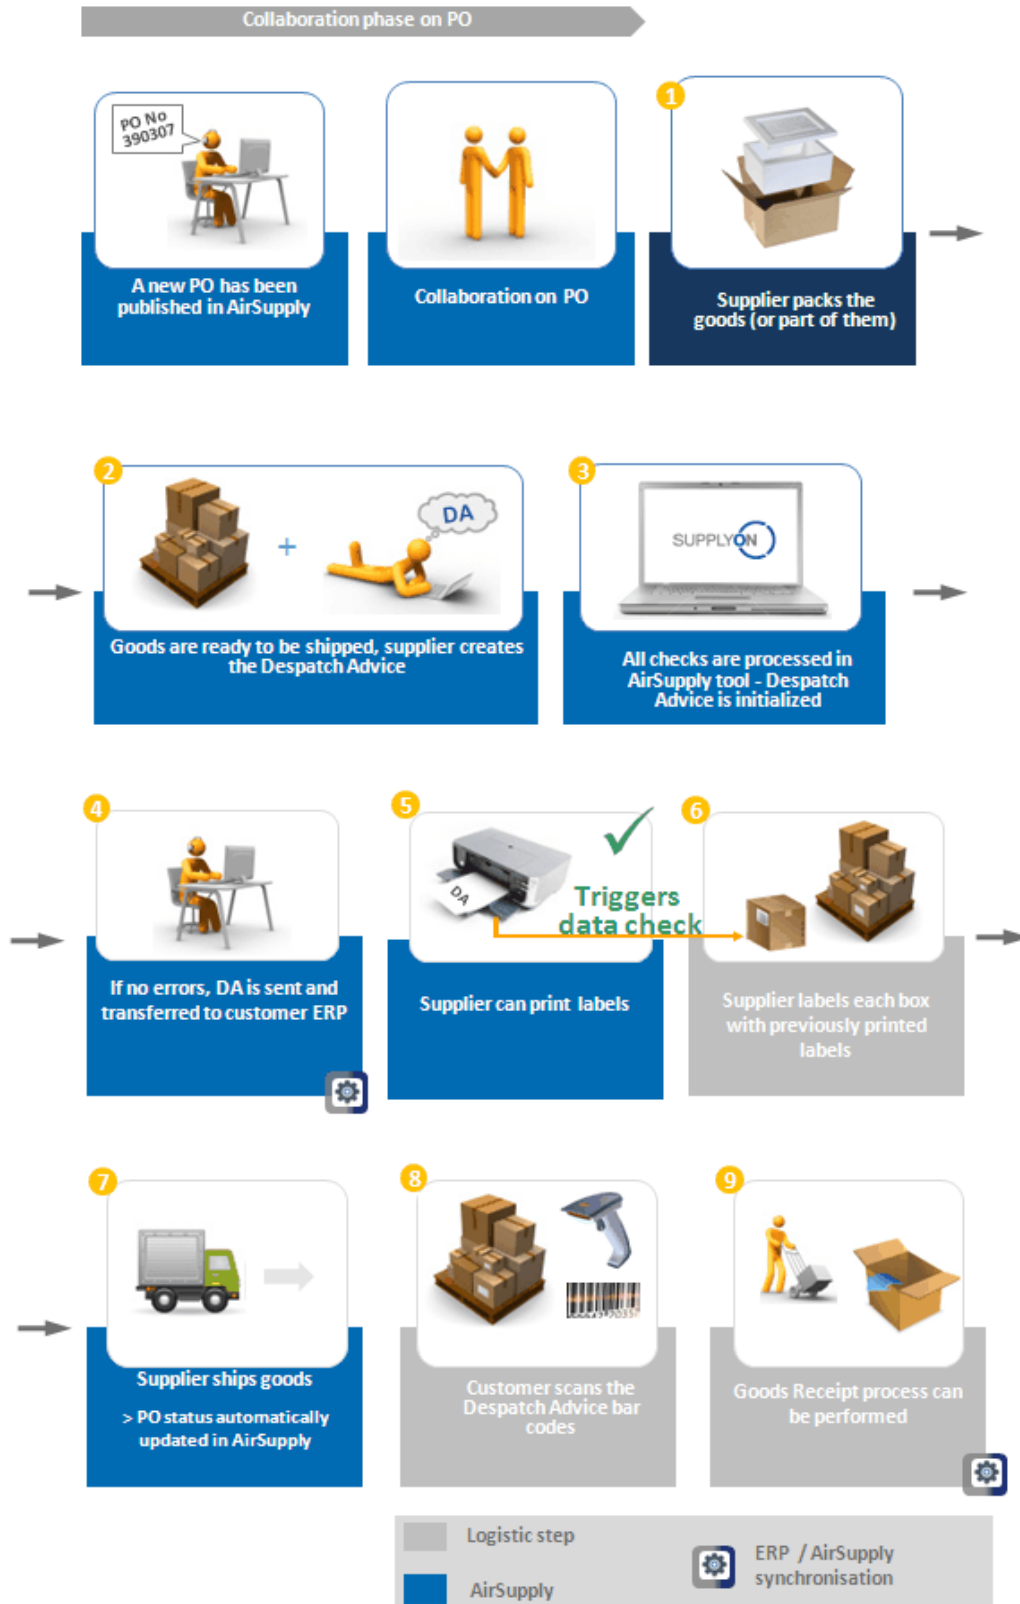 Collaboration phase on PO
PO No
390307
1
A new PO has been
published in AirSupply
Collaboration on PO
Supplier packs the
goods (or part of them)
2
DA
+
3
SUPPLYON
Goods are ready to be shipped, supplier creates
the Despatch Advice
All checks are processed in
AirSupply tool - Despatch
Advice is initialized
4
5
6
DA
Triggers
data check
If no errors, DA is sent and
transferred to customer ERP
Supplier can print labels
Supplier labels each box
with previously printed
labels
7
8
9
Supplier ships goods
> PO status automatically
updated in AirSupply
Customer scans the
Despatch Advice bar
codes
Goods Receipt process can
be performed
Logistic step
AirSupply
ERP / AirSupply
synchronisation